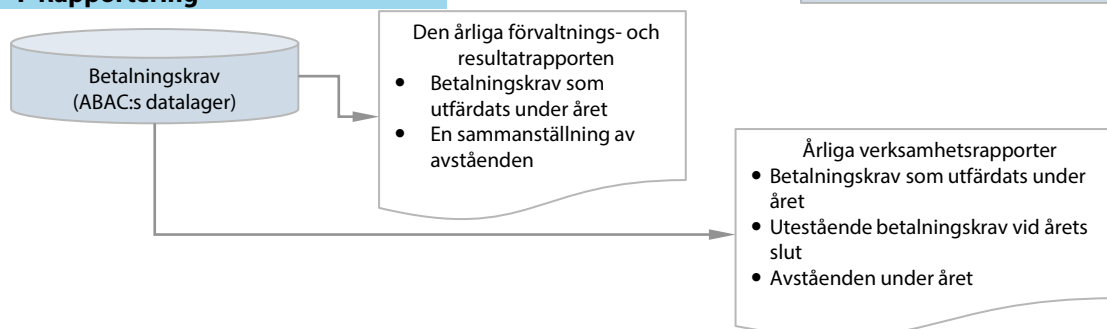 Rapportering
Betalningskrav
(ABAC:s datalager)
Den årliga förvaltnings- och
resultatrapporten
• Betalningskrav som
utfärdats under året
• En sammanställning av
avståenden
Årliga verksamhetsrapporter
• Betalningskrav som utfärdats under
året
• Utestående betalningskrav vid årets
slut
• Avståenden under året